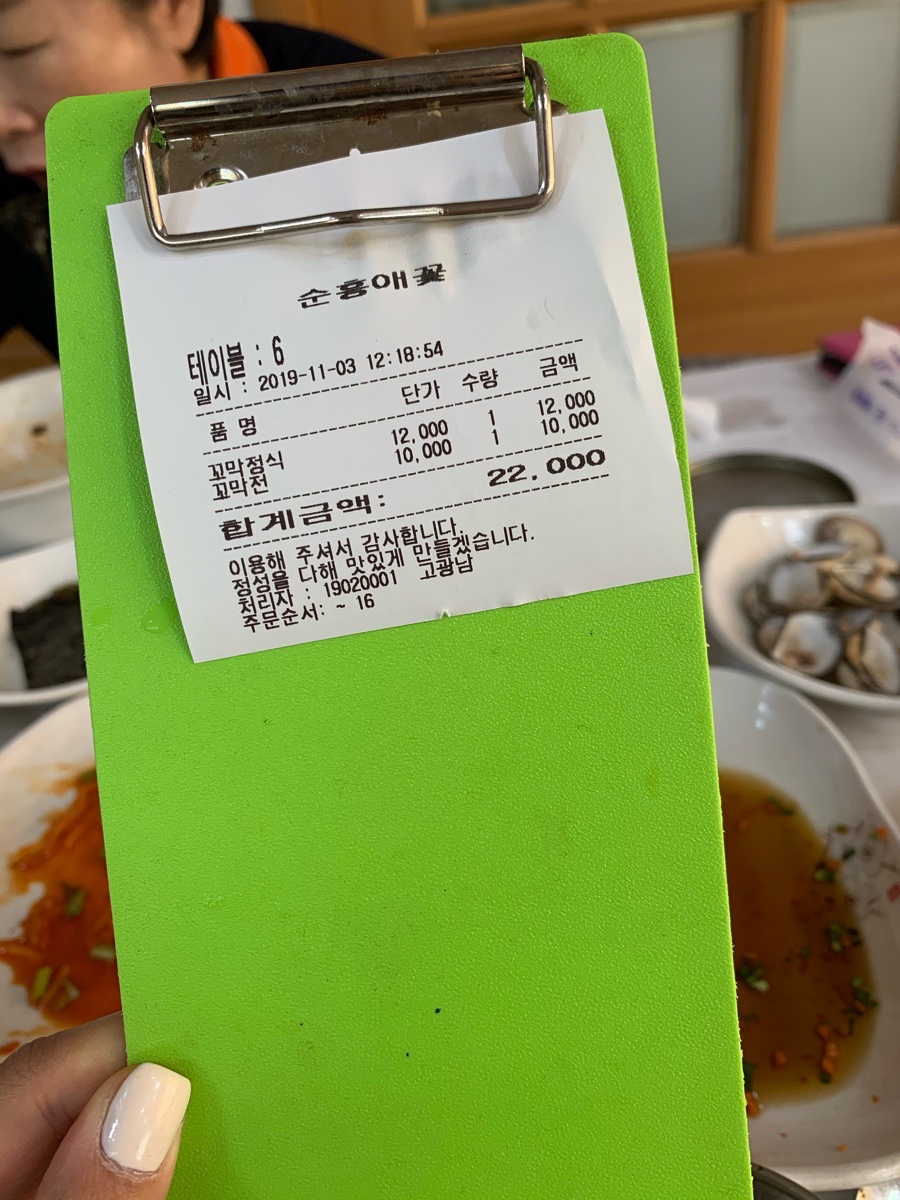 순흥애꽃
테이블 : 6
일시 : 2019-11-03 12:18:54
품 명 단가 수량 금액
꼬막정식 12,000 1 12,000
꼬막전 10,000 1 10,000
합계금액: 22,000
이용해 주셔서 감사합니다.
정성을 다해 맛있게 만들겠습니다.
처리자 : 19020001 고광남
주문순서: ~ 16